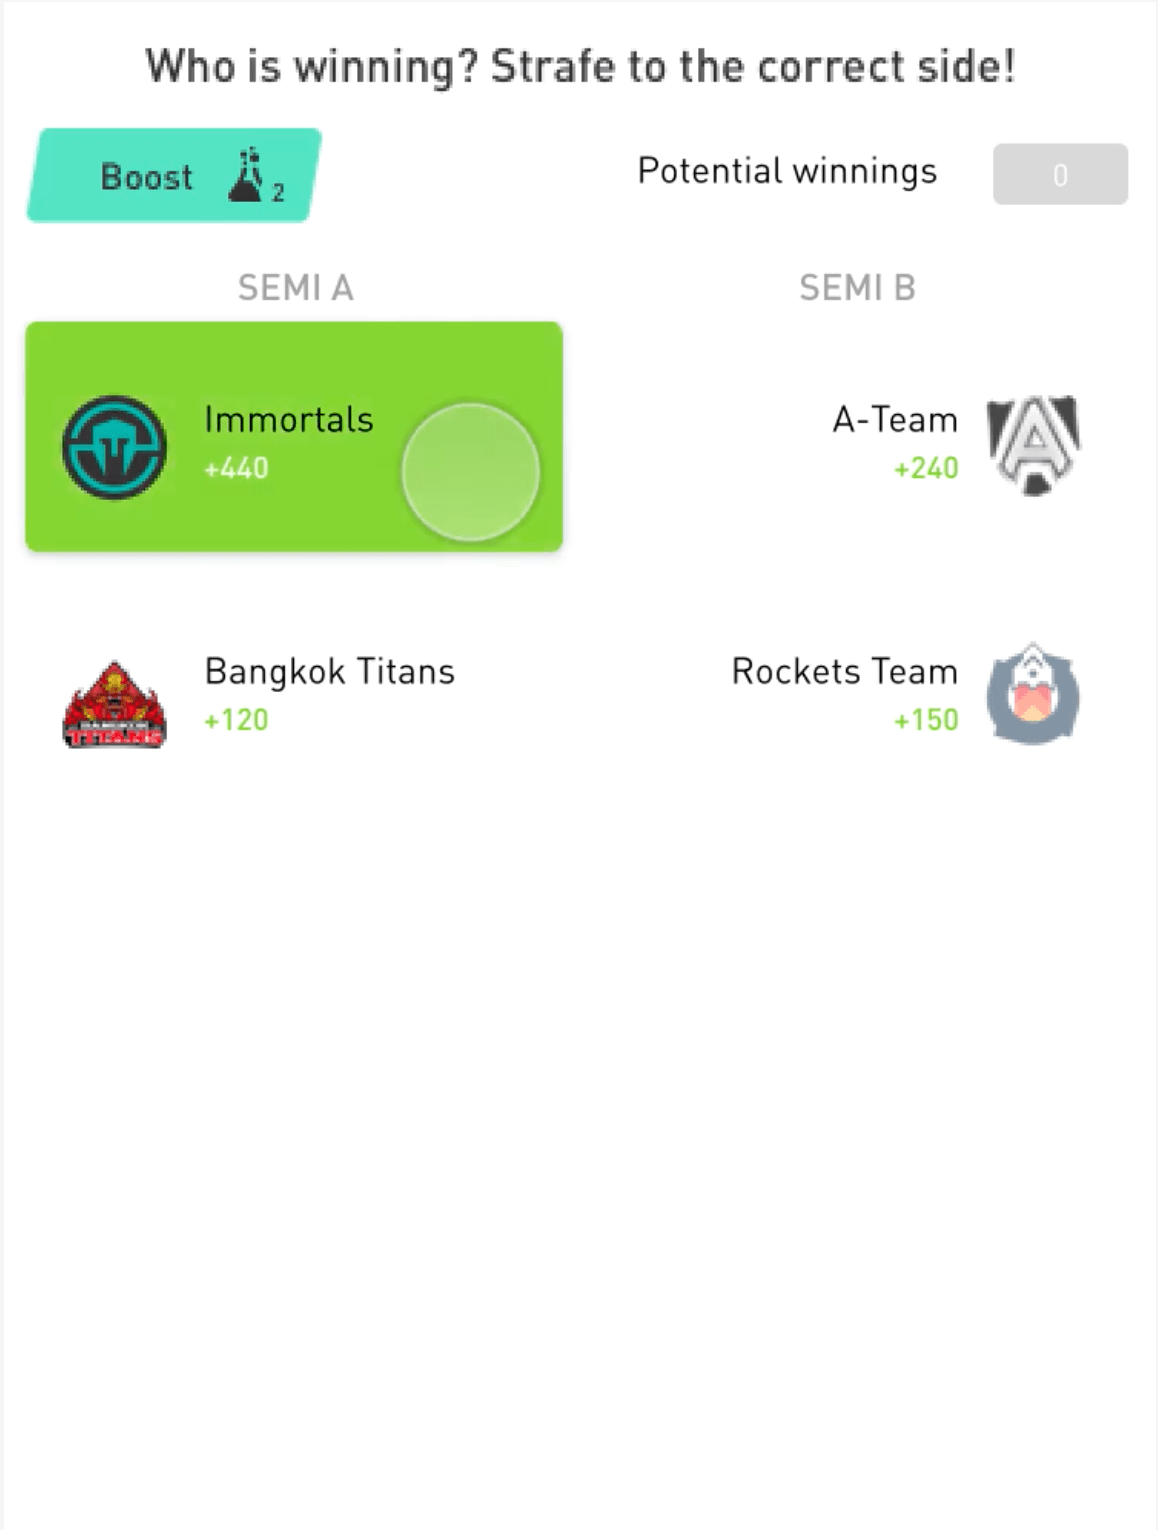 Who is winning? Strafe to the correct side!
Boost 2
Potential winnings 0
SEMI A
SEMI B
Immortals
+440
A-Team
+240
Bangkok Titans
+120
Rockets Team
+150
BANGKOK
TITANS
A